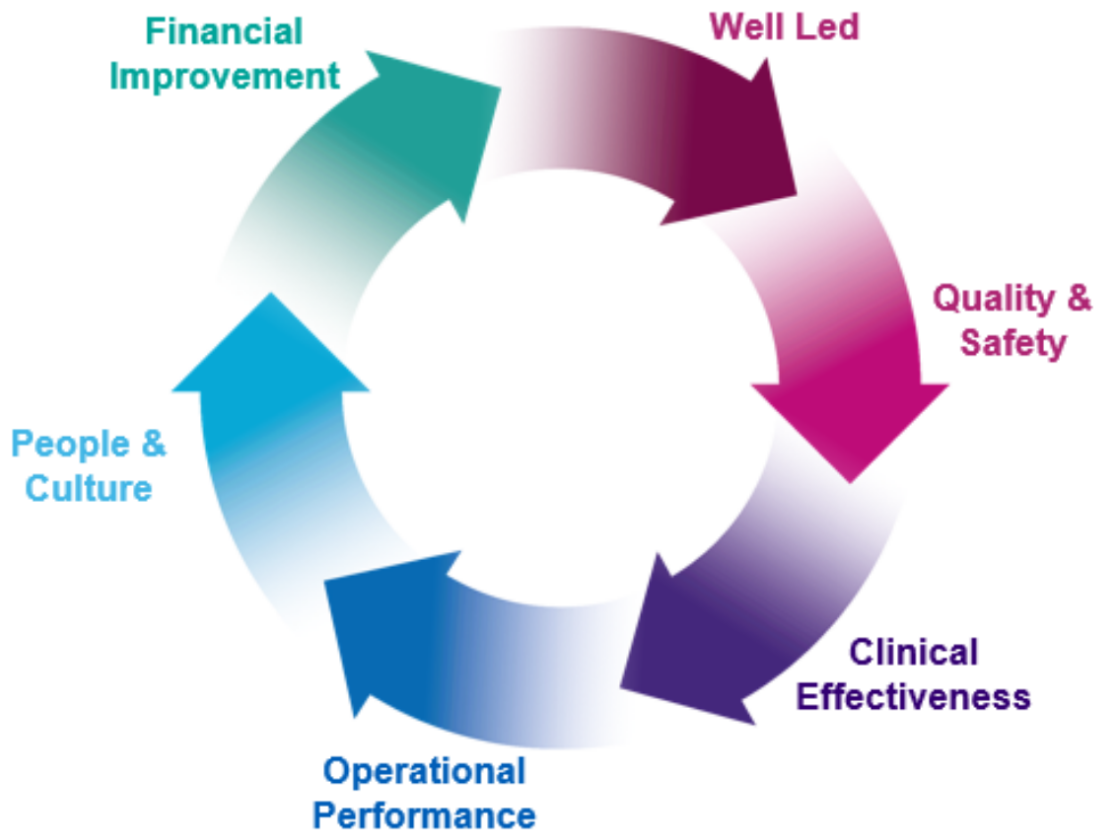 Financial
Improvement
Well Led
Quality &
Safety
Clinical
Effectiveness
Operational
Performance
People &
Culture